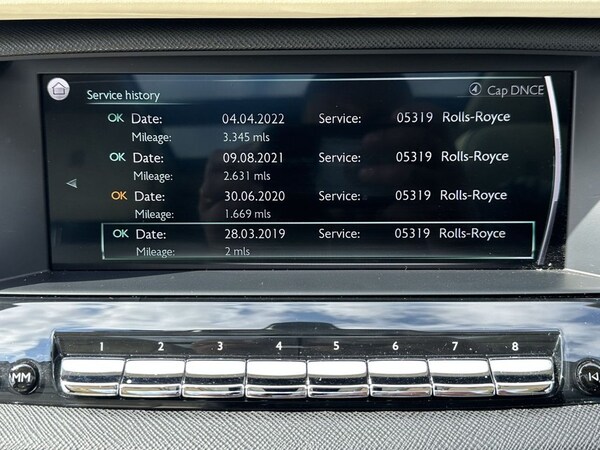 Service history
4 Cap DNCE
OK Date: 04.04.2022 Service: 05319 Rolls-Royce
Mileage: 3.345 mls
OK Date: 09.08.2021 Service: 05319 Rolls-Royce
Mileage: 2.631 mls
OK Date: 30.06.2020 Service: 05319 Rolls-Royce
Mileage: 1.669 mls
OK Date: 28.03.2019 Service: 05319 Rolls-Royce
Mileage: 2 mls
1 2 3 4 5 6 7 8
MM